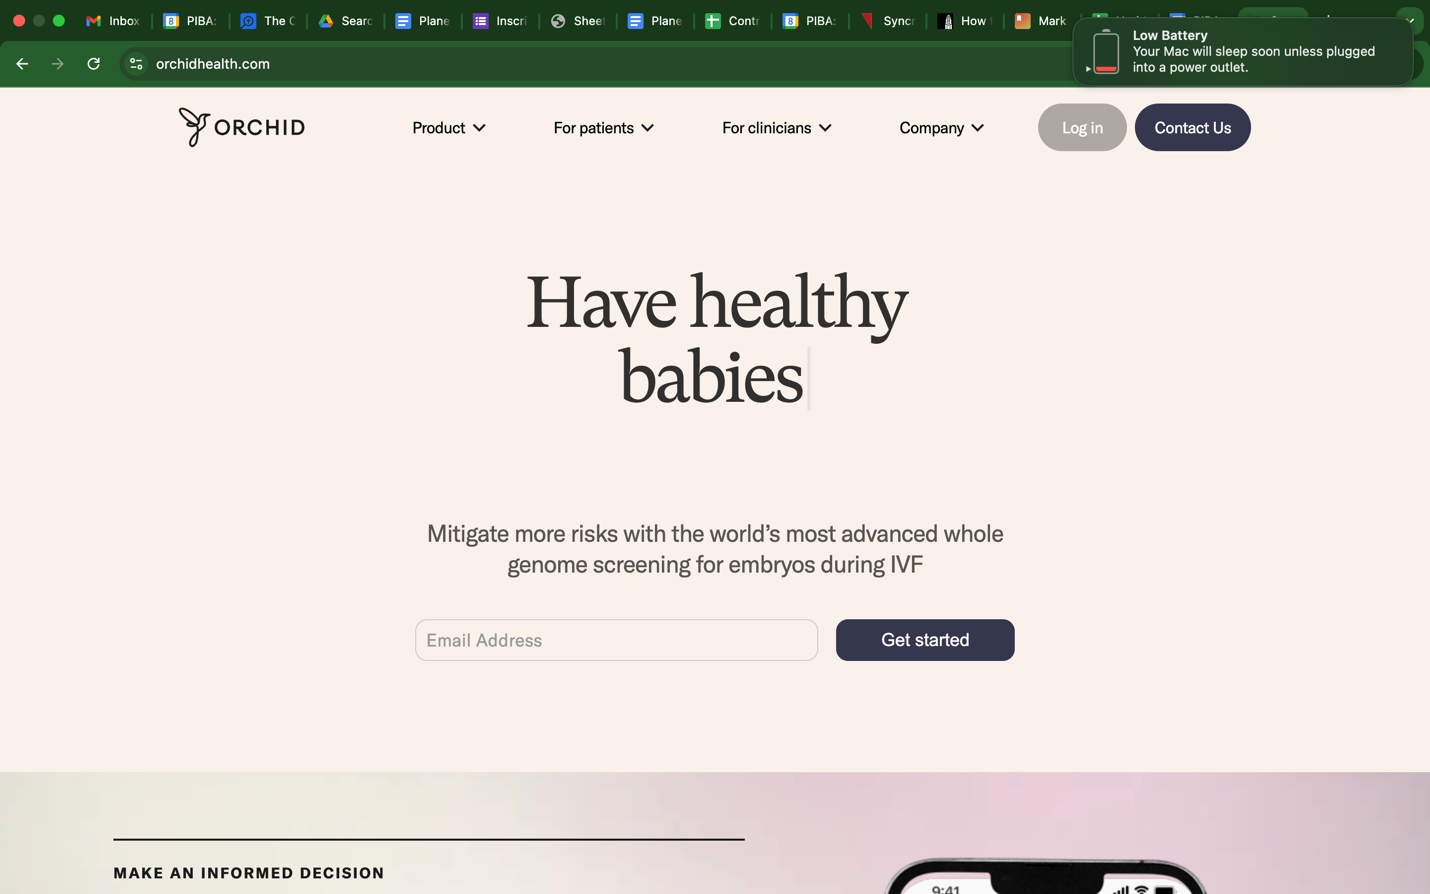 Inbox
PIBA:
The C
Searc
Plane
Inscri
Sheet
Plane
Contr
PIBA:
Syncr
How t
Mark
Low Battery
Your Mac will sleep soon unless plugged
into a power outlet.
orchidhealth.com
ORCHID
Product
For patients
For clinicians
Company
Log in
Contact Us
Have healthy
babies
Mitigate more risks with the world’s most advanced whole
genome screening for embryos during IVF
Email Address
Get started
MAKE AN INFORMED DECISION
9:41